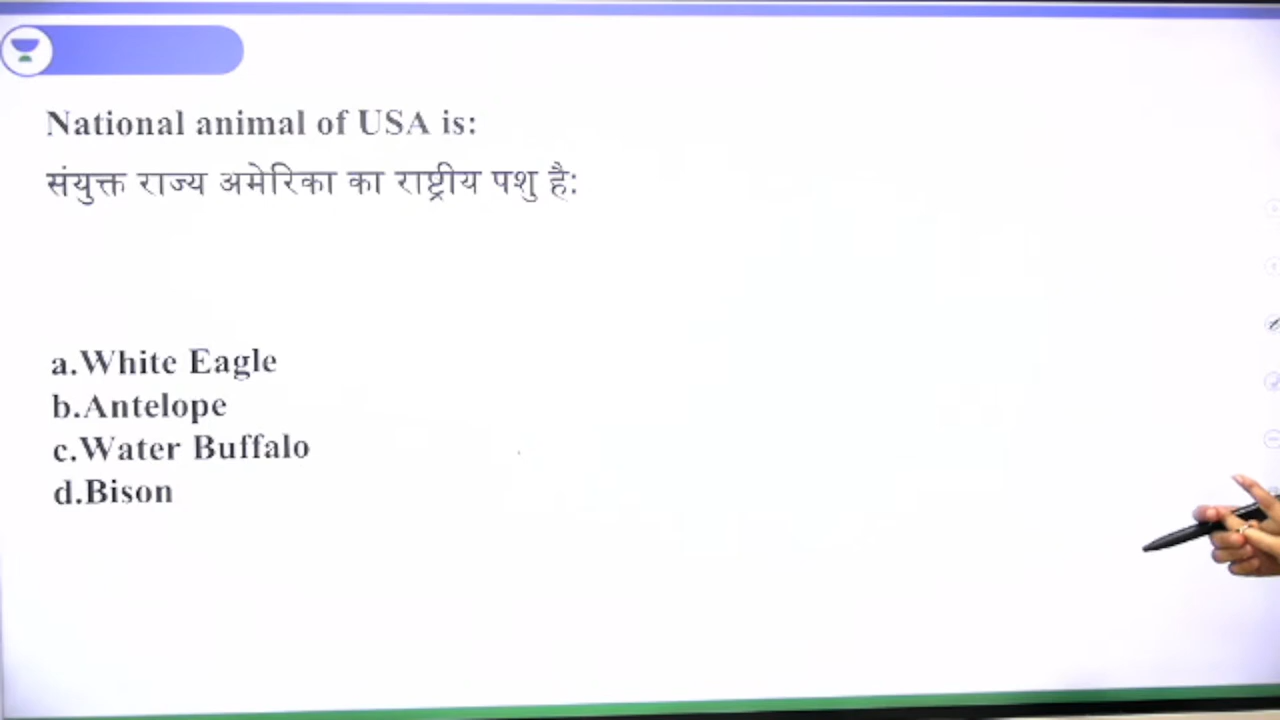 National animal of USA is:
संयुक्त राज्य अमेरिका का राष्ट्रीय पशु है:
a.White Eagle
b.Antelope
c.Water Buffalo
d.Bison